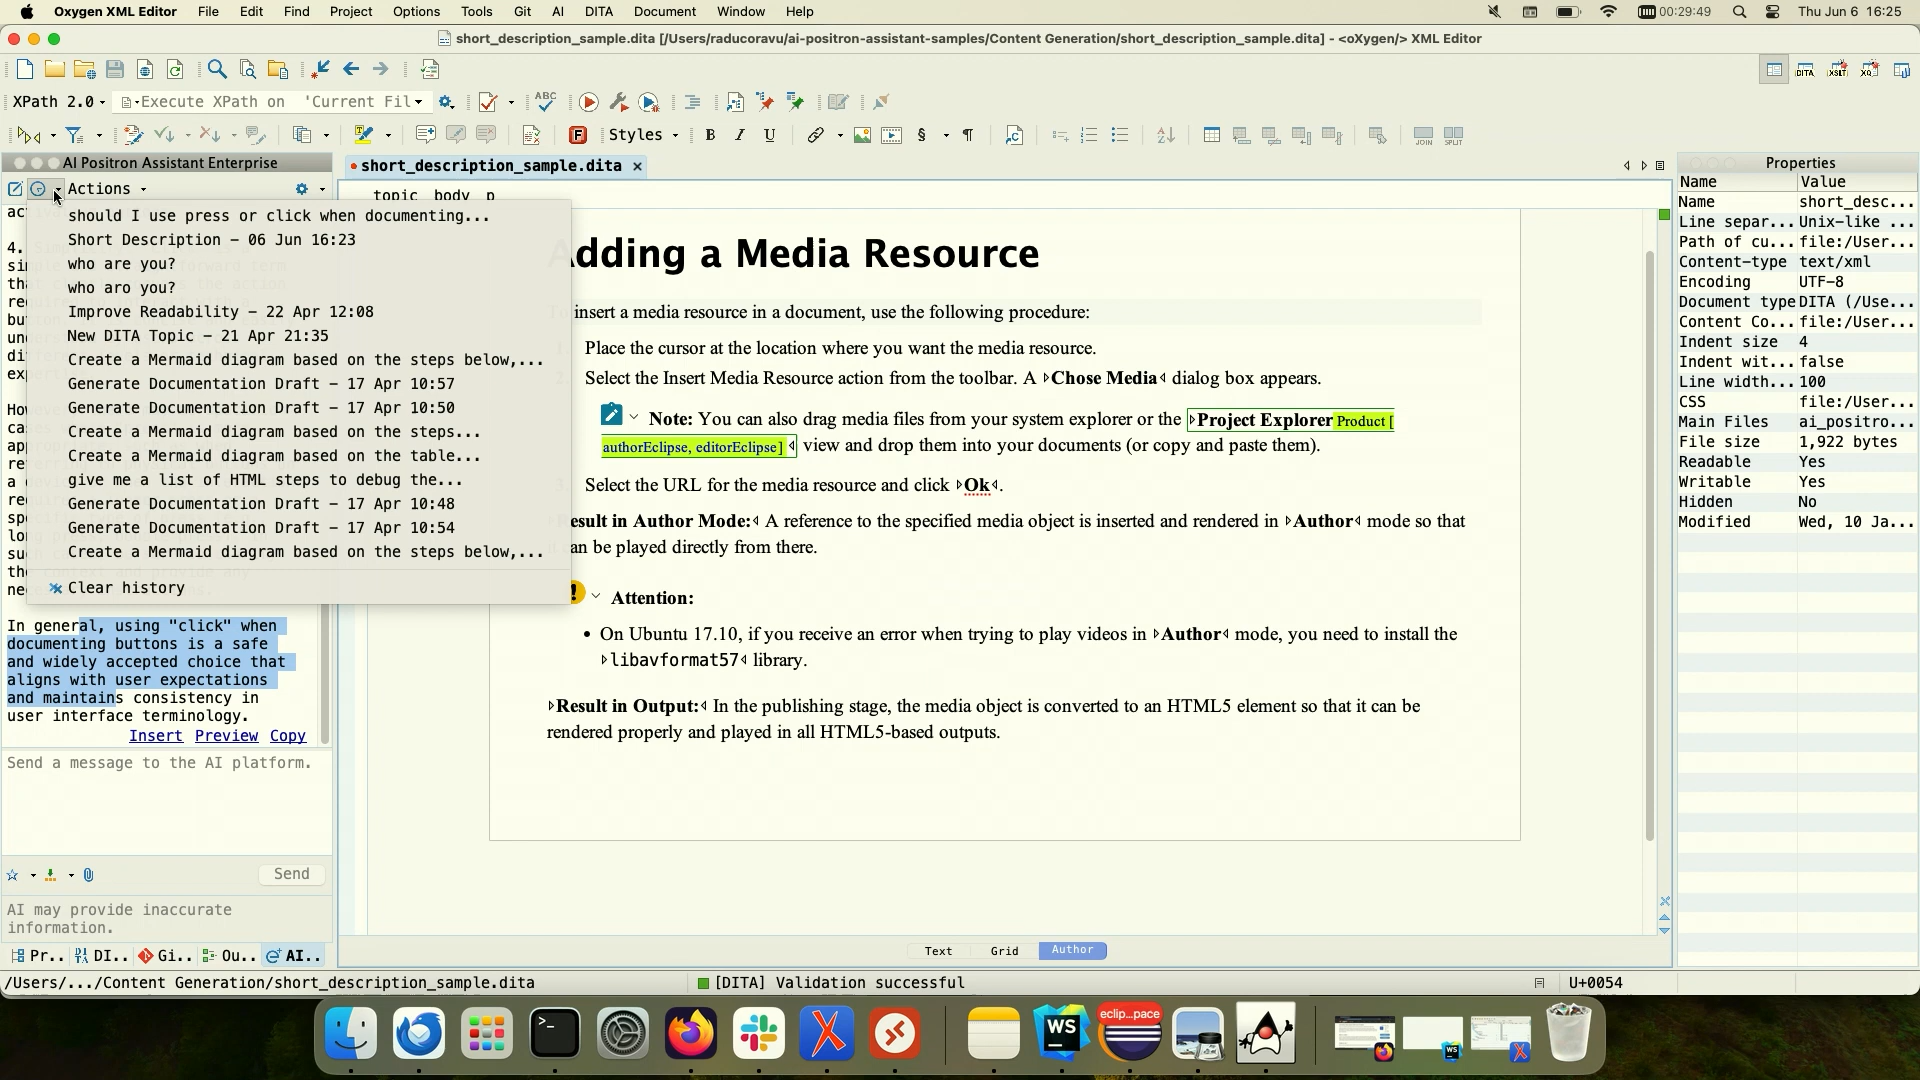 Oxygen XML Editor File Edit Find Project Options Tools Git AI DITA Document Window Help 00:29:49 Thu Jun 6 16:25
short_description_sample.dita [/Users/raducoravu/ai-positron-assistant-samples/Content Generation/short_description_sample.dita] - <oXygen/> XML Editor
XPath 2.0 Execute XPath on 'Current Fil
Styles B I U § ¶ JOIN SPLIT
AI Positron Assistant Enterprise
Actions
should I use press or click when documenting...
Short Description – 06 Jun 16:23
who are you?
who aro you?
Improve Readability – 22 Apr 12:08
New DITA Topic – 21 Apr 21:35
Create a Mermaid diagram based on the steps below,...
Generate Documentation Draft – 17 Apr 10:57
Generate Documentation Draft – 17 Apr 10:50
Create a Mermaid diagram based on the steps...
Create a Mermaid diagram based on the table...
give me a list of HTML steps to debug the...
Generate Documentation Draft – 17 Apr 10:48
Generate Documentation Draft – 17 Apr 10:54
Create a Mermaid diagram based on the steps below,...
Clear history
In general, using "click" when
documenting buttons is a safe
and widely accepted choice that
aligns with user expectations
and maintains consistency in
user interface terminology.
Insert Preview Copy
Send a message to the AI platform.
Send
AI may provide inaccurate
information.
Pr.. DI.. Gi.. Ou.. AI..
short_description_sample.dita
topic body p
Adding a Media Resource
To insert a media resource in a document, use the following procedure:
Place the cursor at the location where you want the media resource.
Select the Insert Media Resource action from the toolbar. A Chose Media dialog box appears.
Note: You can also drag media files from your system explorer or the Project Explorer Product [
authorEclipse, editorEclipse] view and drop them into your documents (or copy and paste them).
Select the URL for the media resource and click Ok.
Result in Author Mode: A reference to the specified media object is inserted and rendered in Author mode so that
an be played directly from there.
Attention:
• On Ubuntu 17.10, if you receive an error when trying to play videos in Author mode, you need to install the
libavformat57 library.
Result in Output: In the publishing stage, the media object is converted to an HTML5 element so that it can be
rendered properly and played in all HTML5-based outputs.
Text Grid Author
Properties
Name Value
Name short_desc...
Line separ... Unix-like ...
Path of cu... file:/User...
Content-type text/xml
Encoding UTF-8
Document type DITA (/Use...
Content Co... file:/User...
Indent size 4
Indent wit... false
Line width... 100
CSS file:/User...
Main Files ai_positro...
File size 1,922 bytes
Readable Yes
Writable Yes
Hidden No
Modified Wed, 10 Ja...
/Users/.../Content Generation/short_description_sample.dita [DITA] Validation successful U+0054
eclip...pace
WS